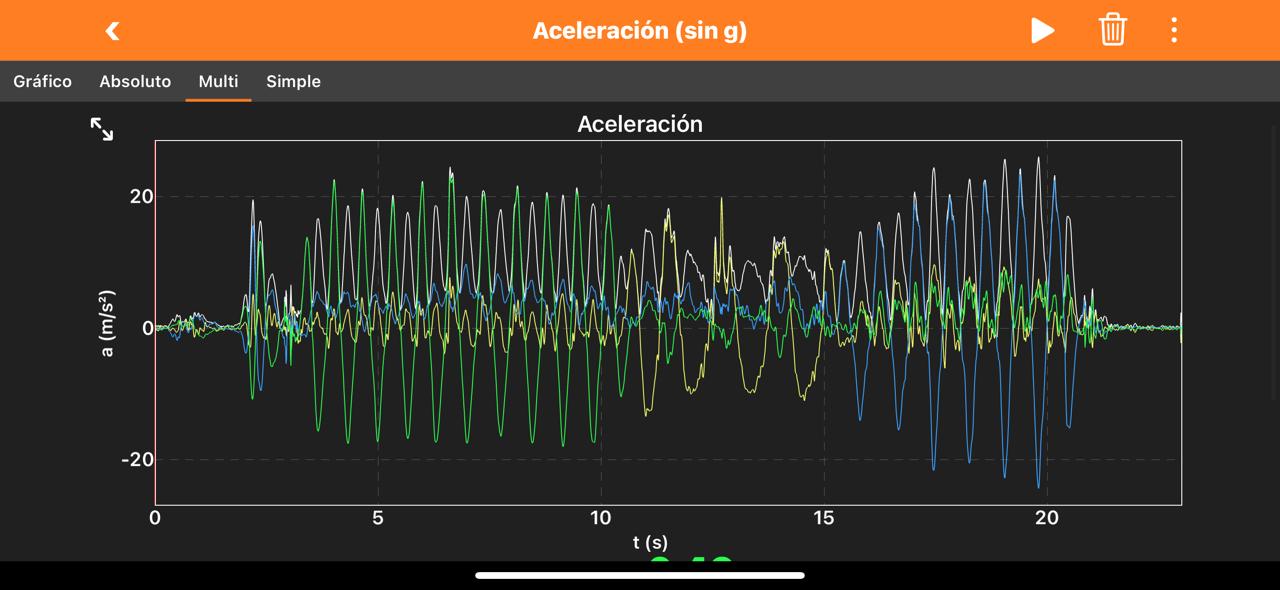 Aceleración (sin g)
Gráfico Absoluto Multi Simple
Aceleración
a (m/s²)
20
0
-20
0 5 10 15 20
t (s)